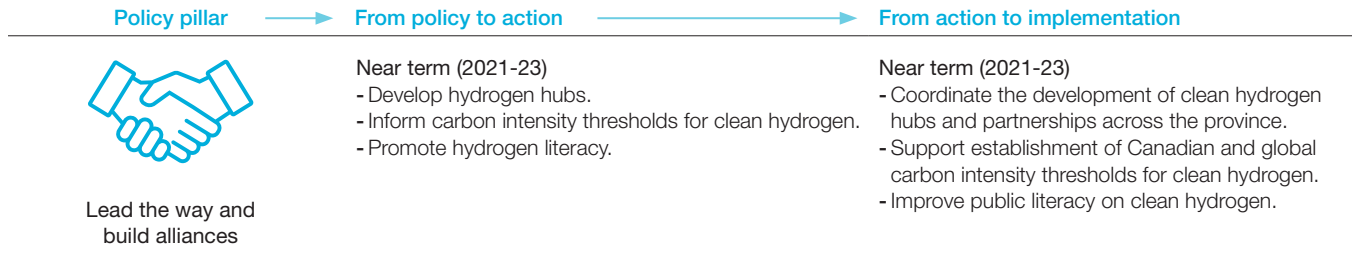 Policy pillar
From policy to action
From action to implementation
Lead the way and
build alliances
Near term (2021-23)
- Develop hydrogen hubs.
- Inform carbon intensity thresholds for clean hydrogen.
- Promote hydrogen literacy.
Near term (2021-23)
- Coordinate the development of clean hydrogen
hubs and partnerships across the province.
- Support establishment of Canadian and global
carbon intensity thresholds for clean hydrogen.
- Improve public literacy on clean hydrogen.